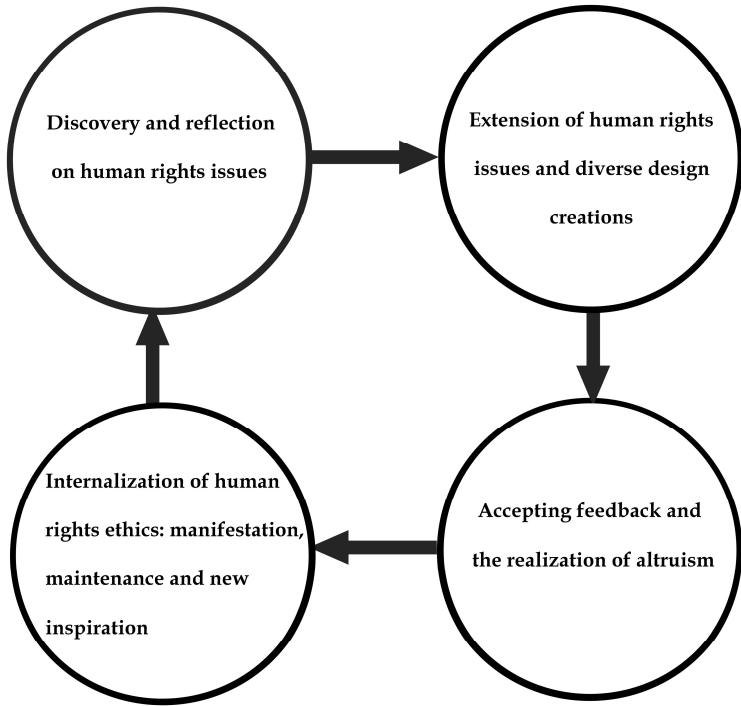 Discovery and reflection
on human rights issues
Extension of human rights
issues and diverse design
creations
Accepting feedback and
the realization of altruism
Internalization of human
rights ethics: manifestation,
maintenance and new
inspiration